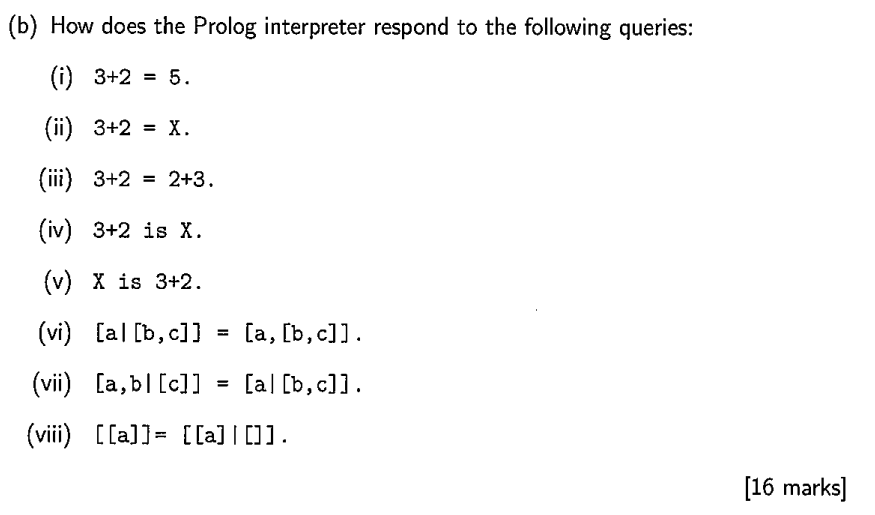 (b) How does the Prolog interpreter respond to the following queries:
(i) 3+2 = 5.
(ii) 3+2 = X.
(iii) 3+2 = 2+3.
(iv) 3+2 is X.
(v) X is 3+2.
(vi) [a|[b,c]] = [a,[b,c]].
(vii) [a,b|[c]] = [a|[b,c]].
(viii) [[a]]= [[a]|[]].
[16 marks]